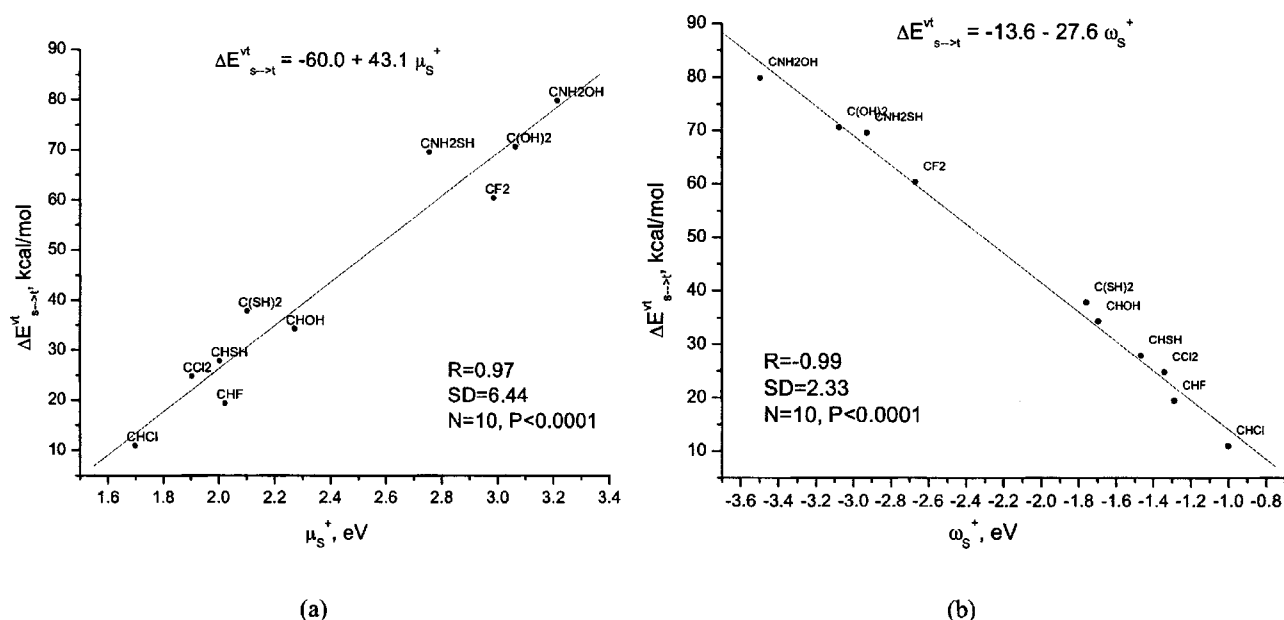 ΔE^vt_s-->t = -60.0 + 43.1 μ_S^+
90
80
70
60
50
40
30
20
10
ΔE^vt_s-->t, kcal/mol
CNH2OH
C(OH)2
CNH2SH
CF2
C(SH)2
CHOH
CHSH
CCl2
CHF
CHCl
R=0.97
SD=6.44
N=10, P<0.0001
1.6 1.8 2.0 2.2 2.4 2.6 2.8 3.0 3.2 3.4
μ_S^+, eV
(a)
ΔE^vt_s-->t = -13.6 - 27.6 ω_S^+
90
80
70
60
50
40
30
20
10
ΔE^vt_s-->t, kcal/mol
CNH2OH
C(OH)2
CNH2SH
CF2
C(SH)2
CHOH
CHSH
CCl2
CHF
CHCl
R=-0.99
SD=2.33
N=10, P<0.0001
-3.6 -3.4 -3.2 -3.0 -2.8 -2.6 -2.4 -2.2 -2.0 -1.8 -1.6 -1.4 -1.2 -1.0 -0.8
ω_S^+, eV
(b)